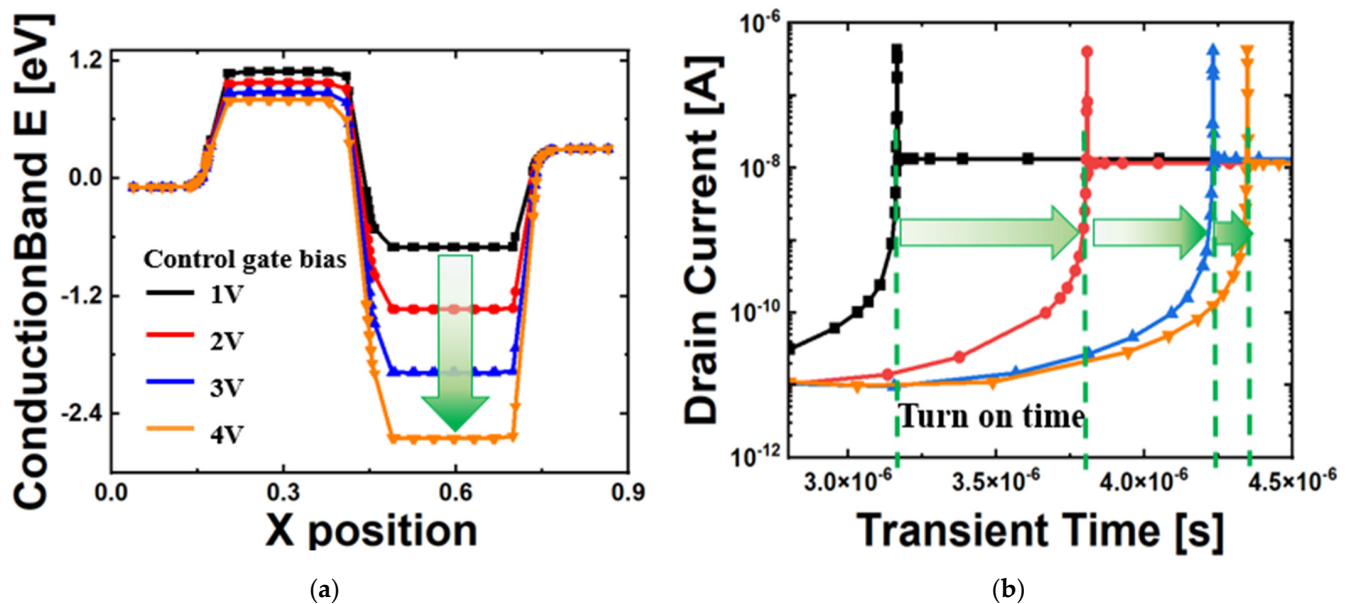 ConductionBand E [eV]
1.2
0.0
-1.2
-2.4
Control gate bias
1V
2V
3V
4V
0.0 0.3 0.6 0.9
X position
(a)
Drain Current [A]
10⁻⁶
10⁻⁸
10⁻¹⁰
10⁻¹²
Turn on time
3.0×10⁻⁶ 3.5×10⁻⁶ 4.0×10⁻⁶ 4.5×10⁻⁶
Transient Time [s]
(b)